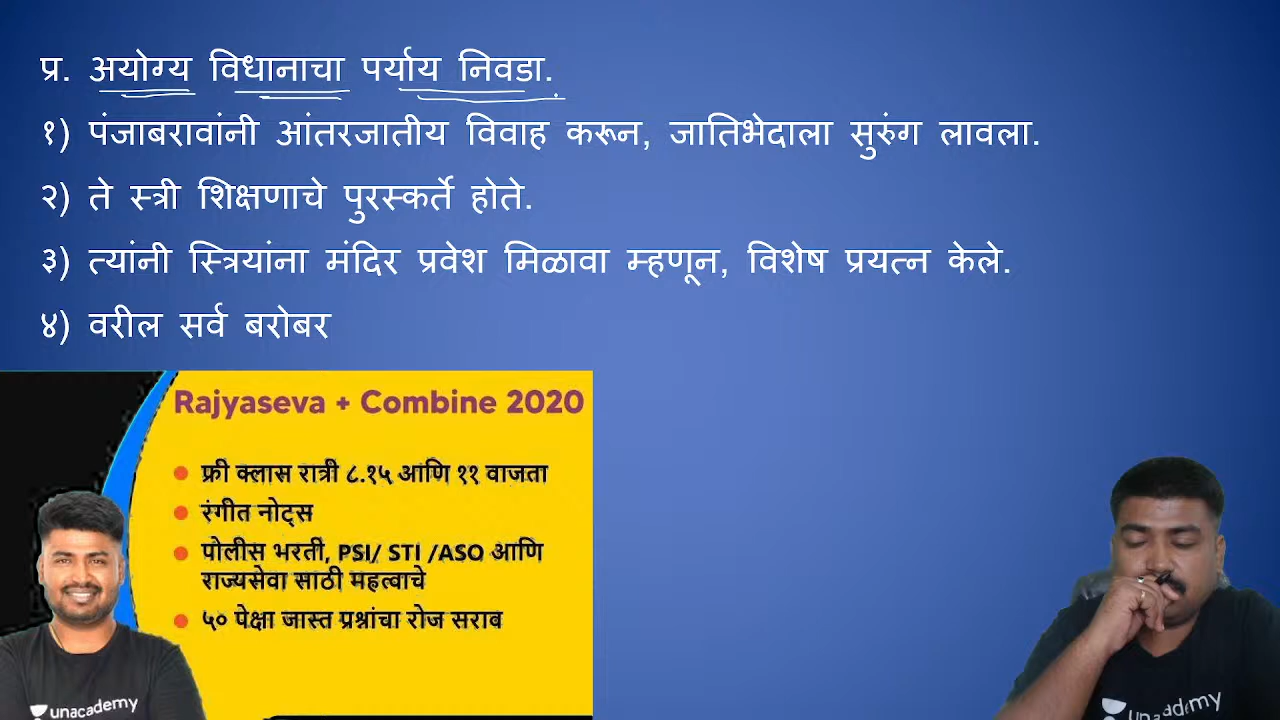 प्र. अयोग्य विधानाचा पर्याय निवडा.
१) पंजाबरावांनी आंतरजातीय विवाह करून, जातिभेदाला सुरुंग लावला.
२) ते स्त्री शिक्षणाचे पुरस्कर्ते होते.
३) त्यांनी स्त्रियांना मंदिर प्रवेश मिळावा म्हणून, विशेष प्रयत्न केले.
४) वरील सर्व बरोबर
Rajyaseva + Combine 2020
फ्री क्लास रात्री ८.१५ आणि ११ वाजता
रंगीत नोट्स
पोलीस भरती, PSI/ STI /ASO आणि
राज्यसेवा साठी महत्वाचे
५० पेक्षा जास्त प्रश्नांचा रोज सराव
unacademy
unacademy